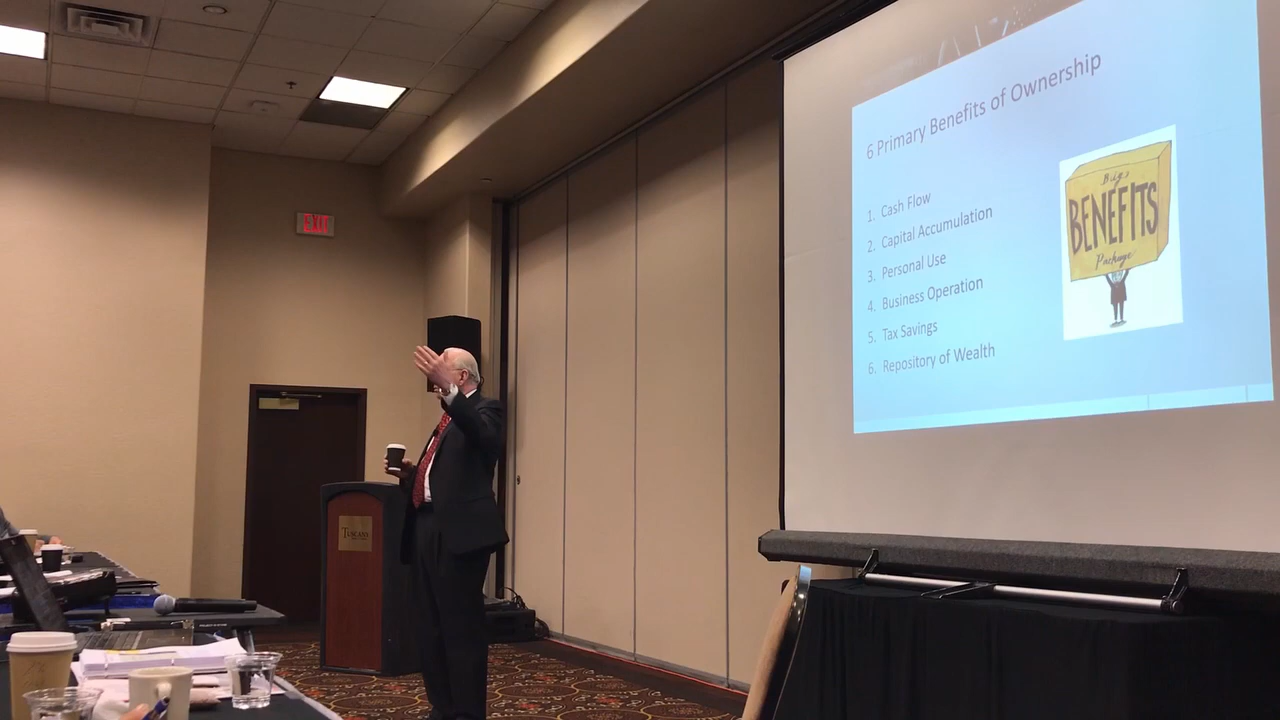 6 Primary Benefits of Ownership
1. Cash Flow
2. Capital Accumulation
3. Personal Use
4. Business Operation
5. Tax Savings
6. Repository of Wealth
Big
BENEFITS
Package
EXIT
TUSCANY